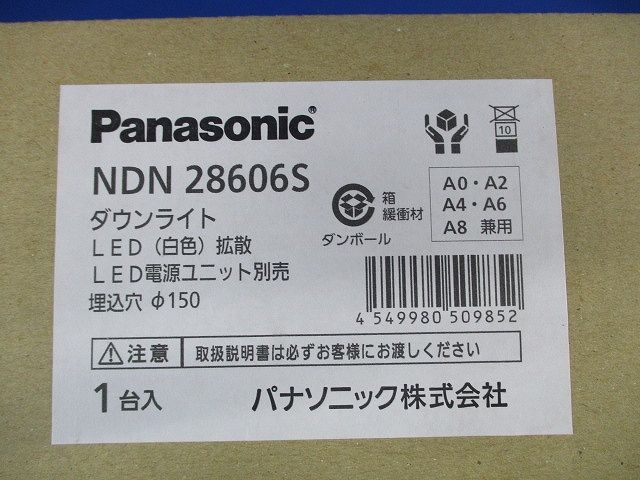 Panasonic®
NDN 28606S
ダウンライト
LED（白色）拡散
LED電源ユニット別売
埋込穴 φ150
10
箱
緩衝材
ダンボール
A0・A2
A4・A6
A8 兼用
4 549980 509852
注意 取扱説明書は必ずお客様にお渡しください
1台入
パナソニック株式会社